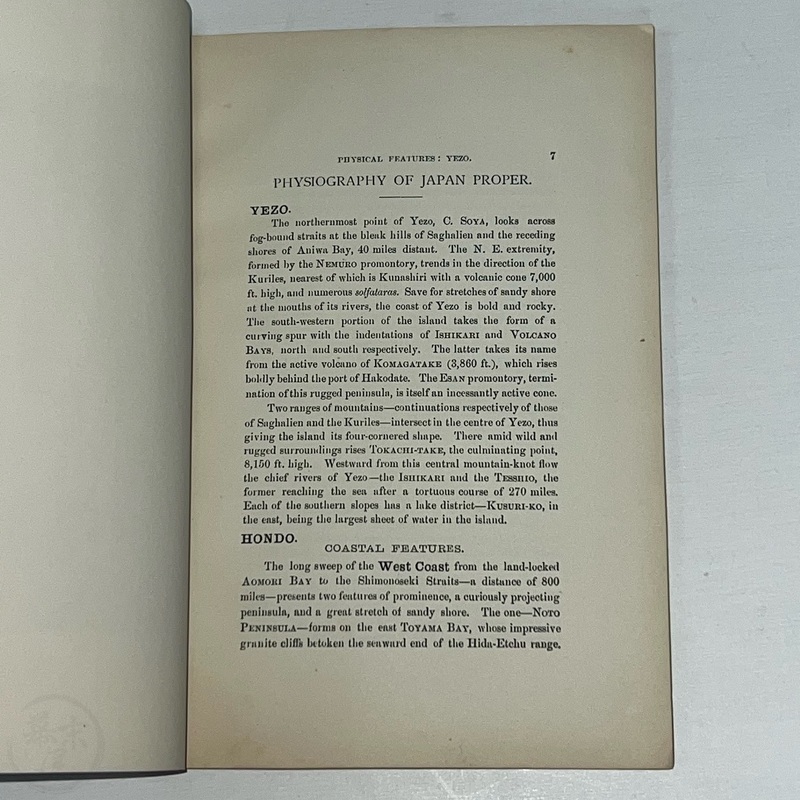 PHYSICAL FEATURES: YEZO. 7
PHYSIOGRAPHY OF JAPAN PROPER.
YEZO.
The northernmost point of Yezo, C. SOYA, looks across
fog-bound straits at the bleak hills of Saghalien and the receding
shores of Aniwa Bay, 40 miles distant. The N. E. extremity,
formed by the NEMURO promontory, trends in the direction of the
Kuriles, nearest of which is Kunashiri with a volcanic cone 7,000
ft. high, and numerous solfataras. Save for stretches of sandy shore
at the mouths of its rivers, the coast of Yezo is bold and rocky.
The south-western portion of the island takes the form of a
curving spur with the indentations of ISHIKARI and VOLCANO
BAYS, north and south respectively. The latter takes its name
from the active volcano of KOMAGATAKE (3,860 ft.), which rises
boldly behind the port of Hakodate. The ESAN promontory, termi-
nation of this rugged peninsula, is itself an incessantly active cone.
Two ranges of mountains—continuations respectively of those
of Saghalien and the Kuriles—intersect in the centre of Yezo, thus
giving the island its four-cornered shape. There amid wild and
rugged surroundings rises TOKACHI-TAKE, the culminating point,
8,150 ft. high. Westward from this central mountain-knot flow
the chief rivers of Yezo—the ISHIKARI and the TESSHIO, the
former reaching the sea after a tortuous course of 270 miles.
Each of the southern slopes has a lake district—KUSURI-KO, in
the east, being the largest sheet of water in the island.
HONDO.
COASTAL FEATURES.
The long sweep of the West Coast from the land-locked
AOMORI BAY to the Shimonoseki Straits—a distance of 800
miles—presents two features of prominence, a curiously projecting
peninsula, and a great stretch of sandy shore. The one—NOTO
PENINSULA—forms on the east TOYAMA BAY, whose impressive
granite cliffs betoken the seaward end of the Hida-Etchu range.